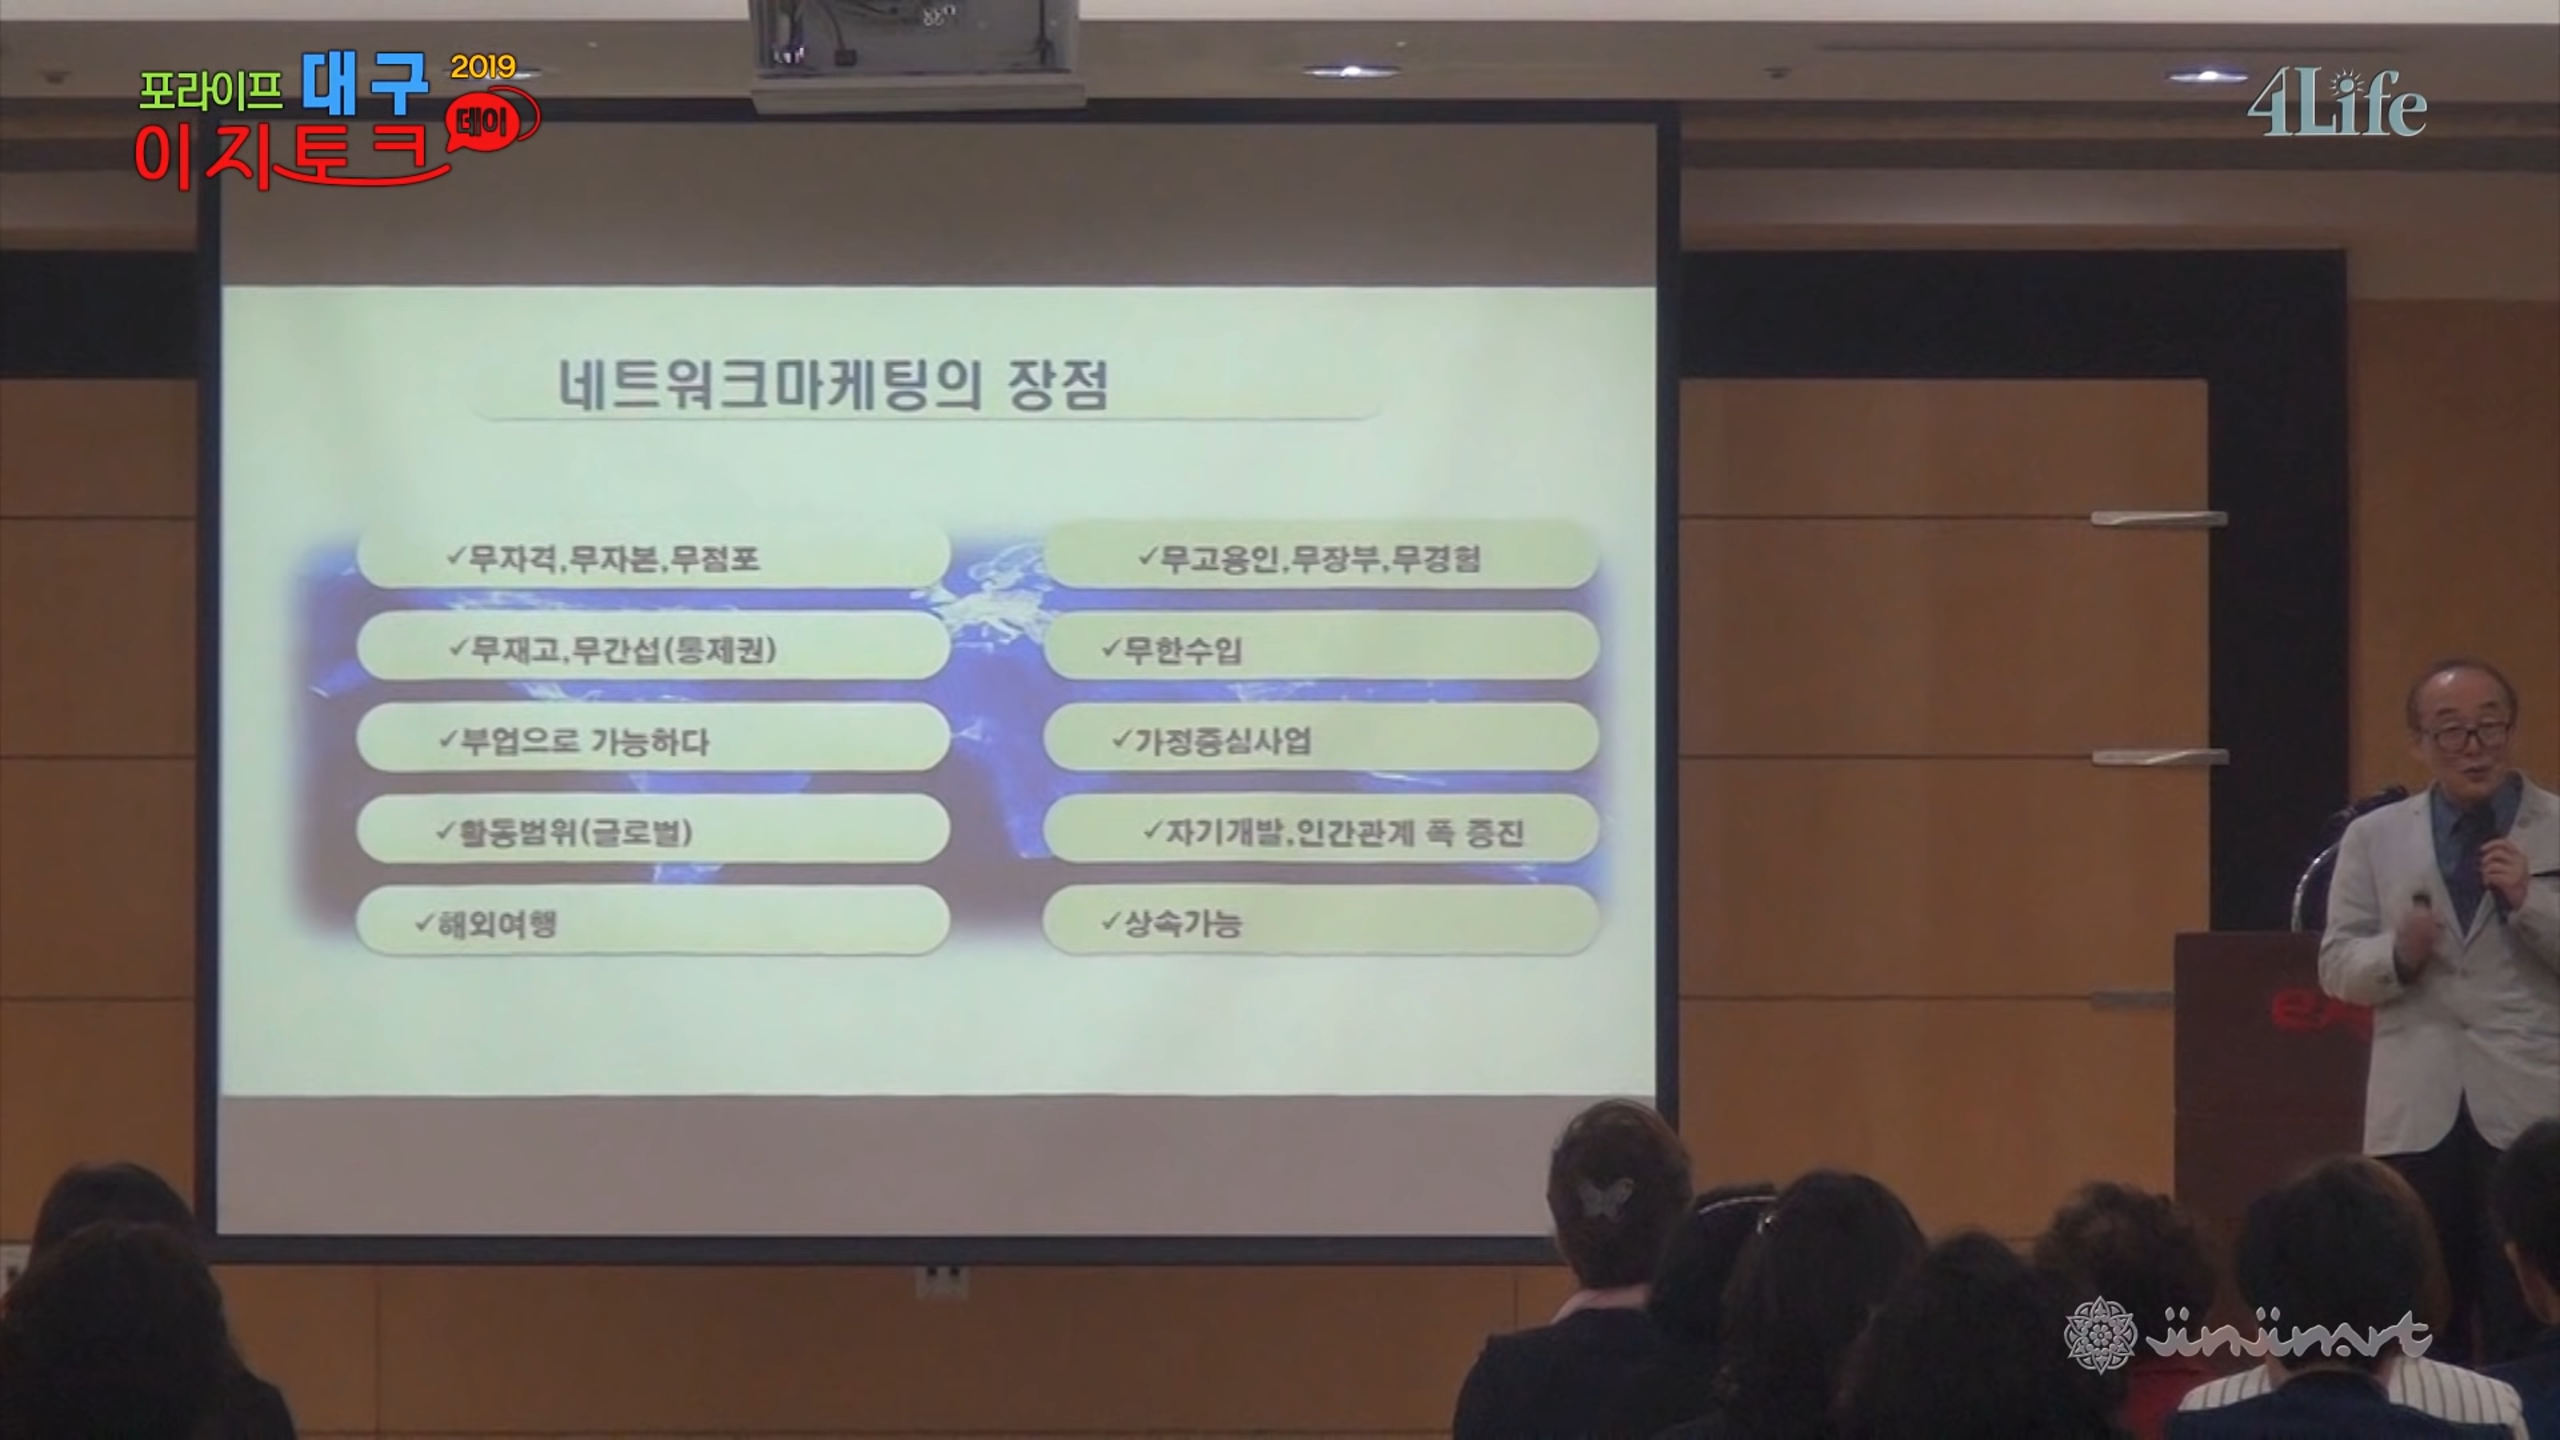 포라이프 대구 2019
이지토크 데이
4Life
네트워크마케팅의 장점
✓무자격,무자본,무점포
✓무고용인,무장부,무경험
✓무재고,무간섭(통제권)
✓무한수입
✓부업으로 가능하다
✓가정중심사업
✓활동범위(글로벌)
✓자기개발,인간관계 폭 증진
✓해외여행
✓상속가능
jinjinart